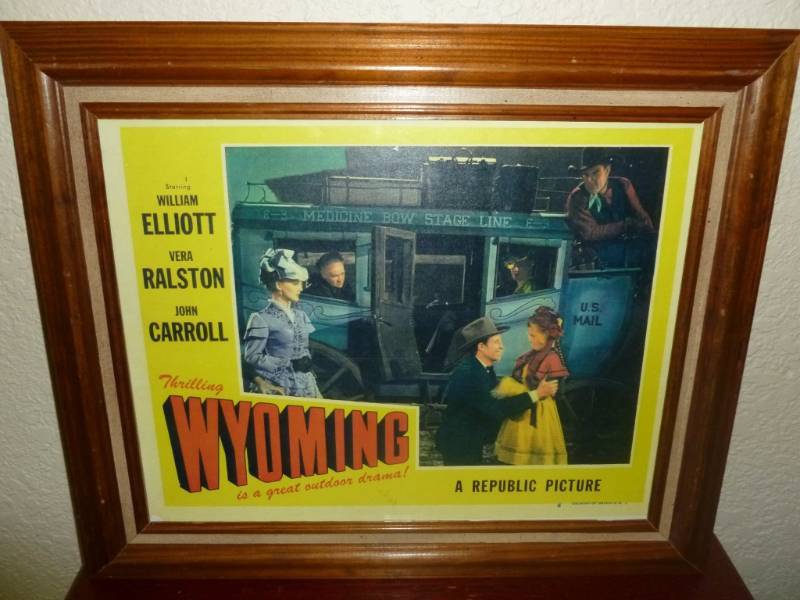 Starring
WILLIAM
ELLIOTT
VERA
RALSTON
JOHN
CARROLL
MEDICINE BOW STAGE LINE
U.S.
MAIL
Thrilling
WYOMING
is a great outdoor drama!
A REPUBLIC PICTURE